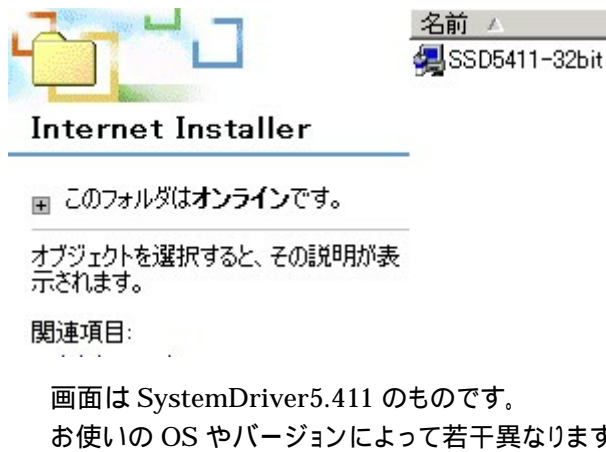 名前
SSD5411-32bit
Internet Installer
このフォルダはオンラインです。
オブジェクトを選択すると、その説明が表
示されます。
関連項目:
画面は SystemDriver5.411 のものです。
お使いの OS やバージョンによって若干異なります